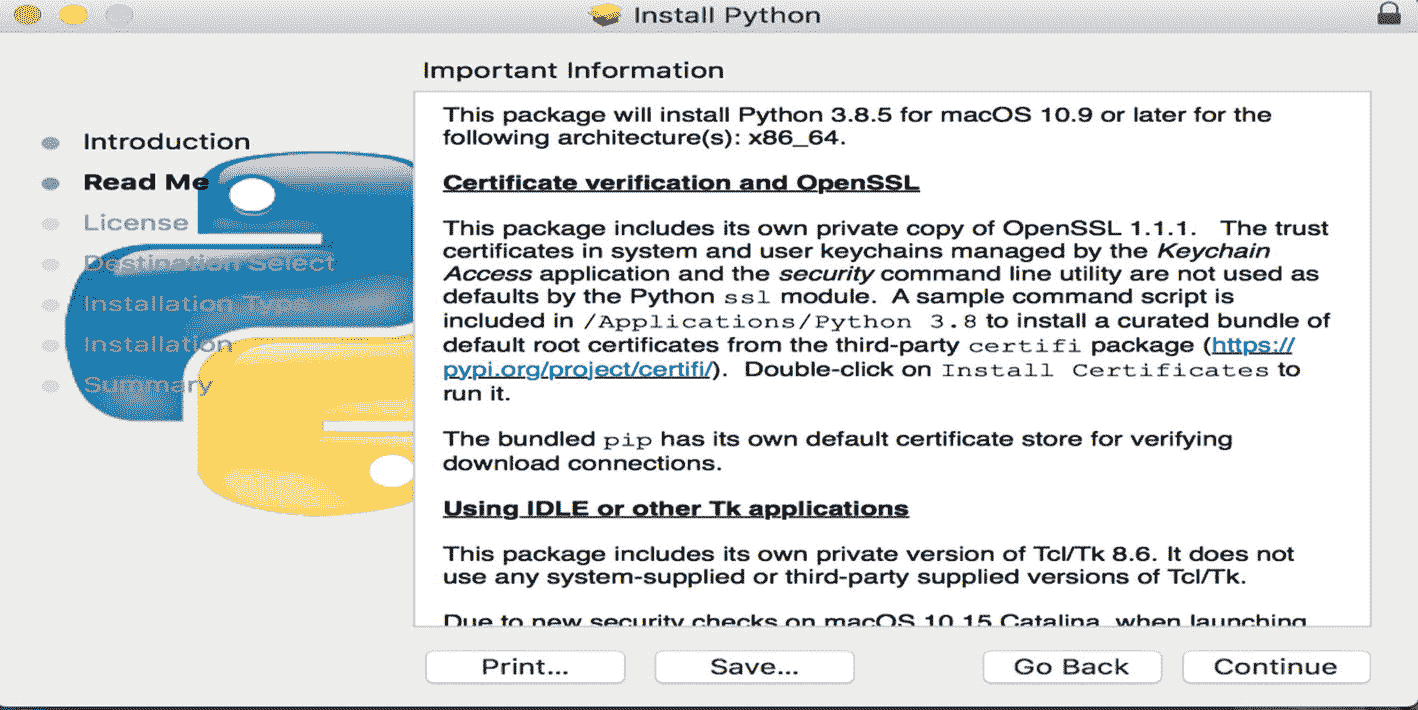 Install Python
Important Information
Introduction
Read Me
License
Destination Select
Installation Type
Installation
Summary
This package will install Python 3.8.5 for macOS 10.9 or later for the
following architecture(s): x86_64.
Certificate verification and OpenSSL
This package includes its own private copy of OpenSSL 1.1.1.   The trust
certificates in system and user keychains managed by the Keychain
Access application and the security command line utility are not used as
defaults by the Python ssl module.  A sample command script is
included in /Applications/Python 3.8 to install a curated bundle of
default root certificates from the third-party certifi package (https://
pypi.org/project/certifi/).  Double-click on Install Certificates to
run it.
The bundled pip has its own default certificate store for verifying
download connections.
Using IDLE or other Tk applications
This package includes its own private version of Tcl/Tk 8.6. It does not
use any system-supplied or third-party supplied versions of Tcl/Tk.
Due to new security checks on macOS 10.15 Catalina, when launching
Print...
Save...
Go Back
Continue